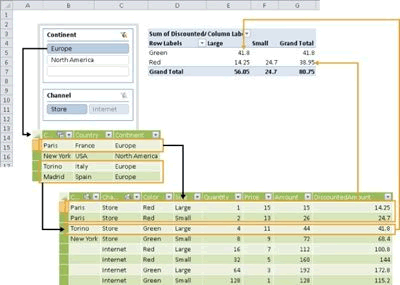 A B C D E F G H
1
2
3
4
5
6
7
8
9
10
11
12
13
14
15
16
Continent
Europe
North America
Channel
Store Internet
Sum of Discounted/ Column Lab
Row Labels Large Small Grand Total
Green 41.8 41.8
Red 14.25 24.7 38.95
Grand Total 56.05 24.7 80.75
C... Country Continent
Paris France Europe
New York USA North America
Torino Italy Europe
Madrid Spain Europe
C... Cha... Color Size Quantity Price Amount DiscountedAmount
Paris Store Red Large 1 15 15 14.25
Paris Store Red Small 2 13 26 24.7
Torino Store Green Large 4 11 44 41.8
New York Store Green Small 8 9 72 68.4
Internet Red Large 16 7 112 100.8
Internet Red Small 32 5 160 144
Internet Green Large 64 3 192 172.8
Internet Green Small 128 1 128 115.2